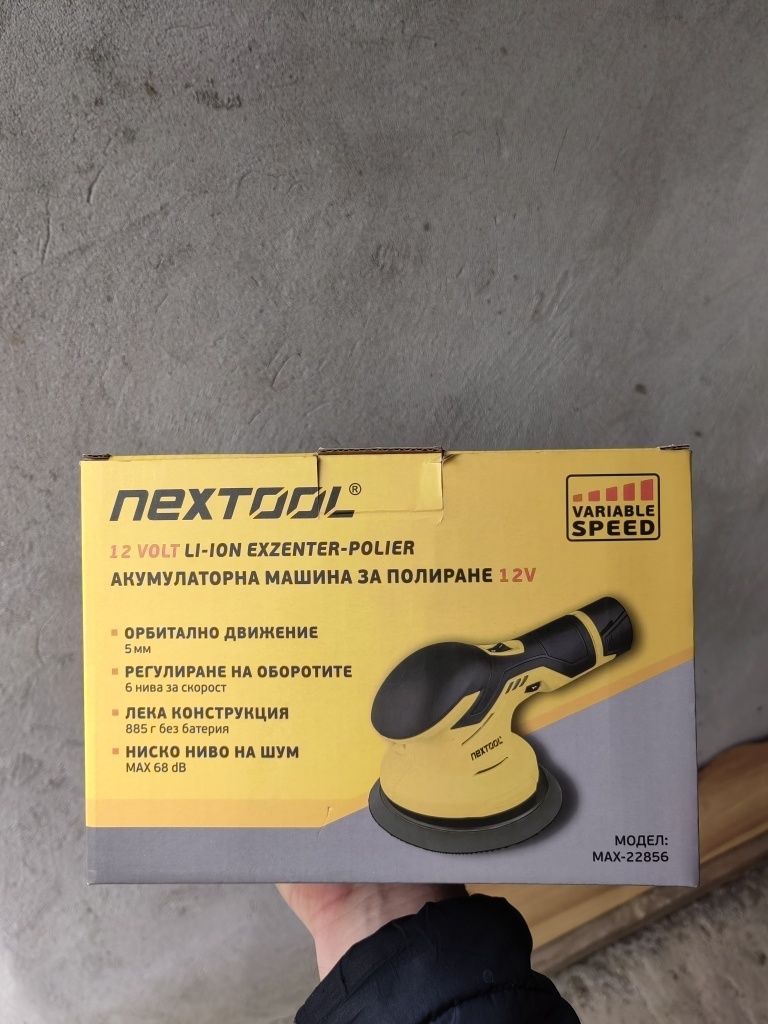 nexTOOL®
VARIABLE
SPEED
12 VOLT LI-ION EXZENTER-POLIER
АКУМУЛАТОРНА МАШИНА ЗА ПОЛИРАНЕ 12V
ОРБИТАЛНО ДВИЖЕНИЕ
5 мм
РЕГУЛИРАНЕ НА ОБОРОТИТЕ
6 нива за скорост
ЛЕКА КОНСТРУКЦИЯ
885 г без батерия
НИСКО НИВО НА ШУМ
MAX 68 dB
nexTOOL
МОДЕЛ:
MAX-22856